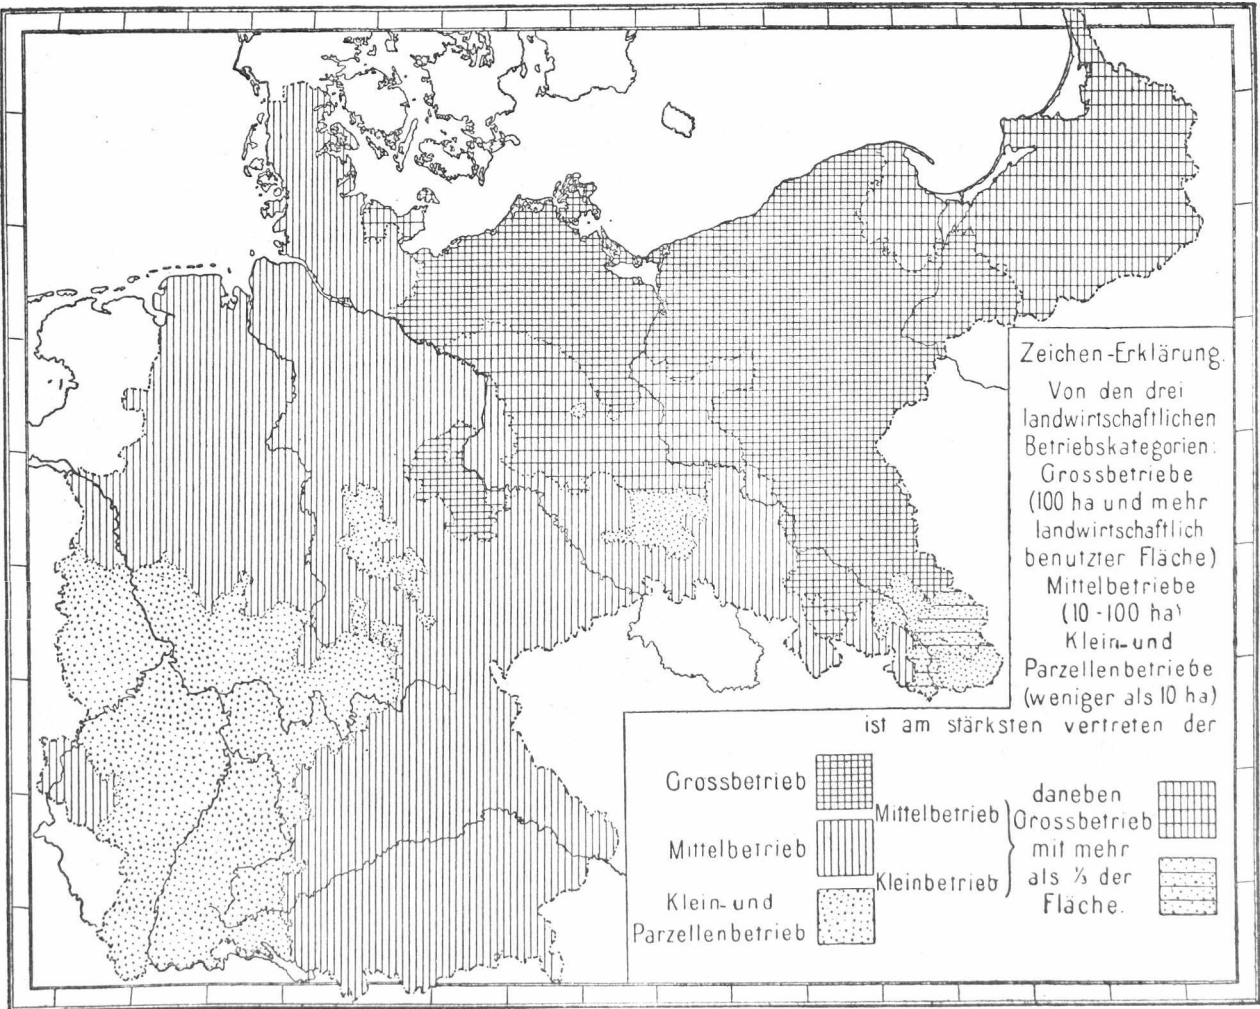 Zeichen-Erklärung.
Von den drei
landwirtschaftlichen
Betriebskategorien:
Grossbetriebe
(100 ha und mehr
landwirtschaftlich
benutzter Fläche)
Mittelbetriebe
(10-100 ha)
Klein- und
Parzellenbetriebe
(weniger als 10 ha)
ist am stärksten vertreten der
Grossbetrieb
Mittelbetrieb
Klein- und
Parzellenbetrieb
Mittelbetrieb
Kleinbetrieb
daneben
Grossbetrieb
mit mehr
als ⅓ der
Fläche.